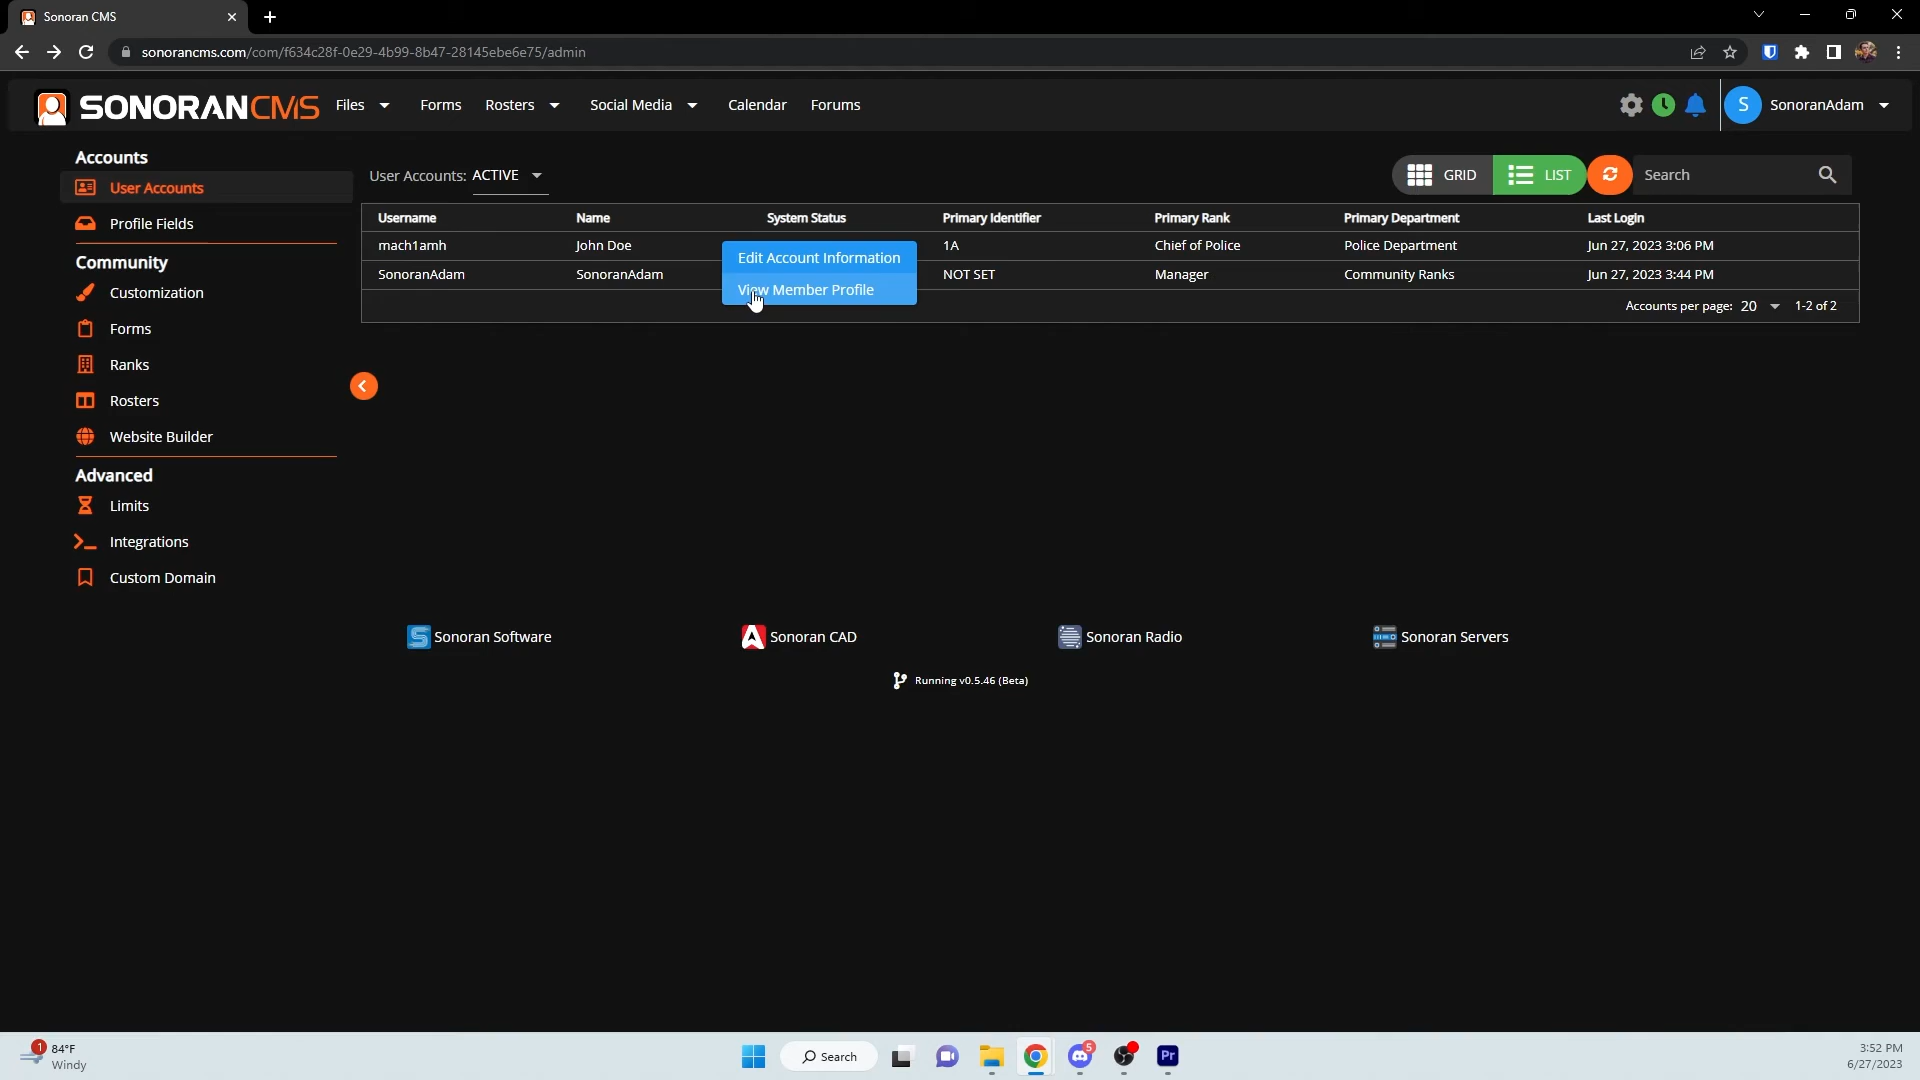 Sonoran CMS
sonorancms.com/com/f634c28f-0e29-4b99-8b47-28145ebe6e75/admin
SONORANCMS Files Forms Rosters Social Media Calendar Forums S SonoranAdam
Accounts
User Accounts
Profile Fields
Community
Customization
Forms
Ranks
Rosters
Website Builder
Advanced
Limits
Integrations
Custom Domain
User Accounts: ACTIVE GRID LIST Search
Username Name System Status Primary Identifier Primary Rank Primary Department Last Login
mach1amh John Doe 1A Chief of Police Police Department Jun 27, 2023 3:06 PM
SonoranAdam SonoranAdam NOT SET Manager Community Ranks Jun 27, 2023 3:44 PM
Edit Account Information
View Member Profile
Accounts per page: 20 1-2 of 2
Sonoran Software Sonoran CAD Sonoran Radio Sonoran Servers
Running v0.5.46 (Beta)
1 84°F
Windy
Search
5
Pr
3:52 PM
6/27/2023